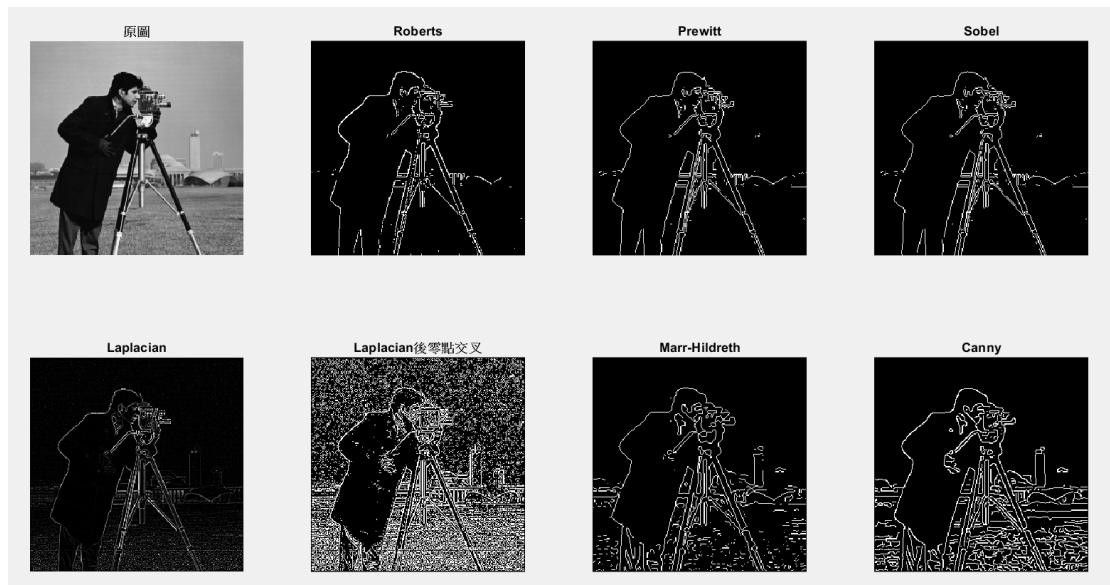 原圖
Roberts
Prewitt
Sobel
Laplacian
Laplacian後零點交叉
Marr-Hildreth
Canny